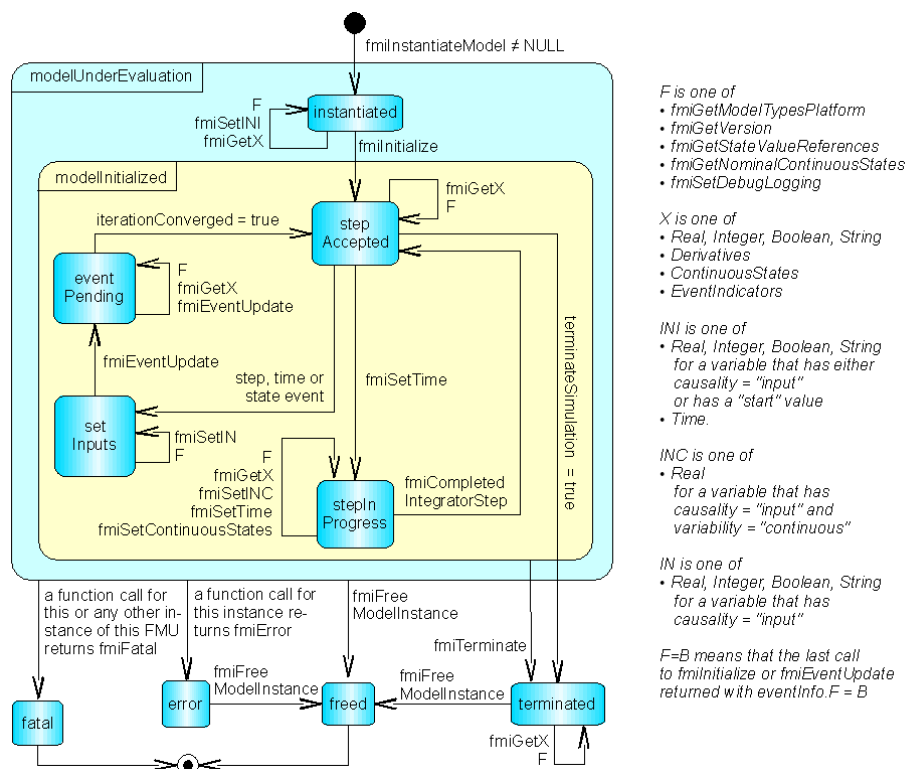 fmiInstantiateModel ≠ NULL
modelUnderEvaluation
F
fmiSetINI
fmiGetX
instantiated
fmiInitialize
modelInitialized
fmiGetX
F
step
Accepted
iterationConverged = true
event
Pending
F
fmiGetX
fmiEventUpdate
fmiEventUpdate
step, time or
state event
fmiSetTime
terminateSimulation = true
set
Inputs
fmiSetIN
F
F
fmiGetX
fmiSetINC
fmiSetTime
fmiSetContinuousStates
stepIn
Progress
fmiCompleted
IntegratorStep
a function call for
this or any other in-
stance of this FMU
returns fmiFatal
a function call for
this instance re-
turns fmiError
fmiFree
ModelInstance
fmiTerminate
fmiFree
ModelInstance
fmiFree
ModelInstance
fatal
error
freed
terminated
fmiGetX
F
F is one of
• fmiGetModelTypesPlatform
• fmiGetVersion
• fmiGetStateValueReferences
• fmiGetNominalContinuousStates
• fmiSetDebugLogging
X is one of
• Real, Integer, Boolean, String
• Derivatives
• ContinuousStates
• EventIndicators
INI is one of
• Real, Integer, Boolean, String
for a variable that has either
causality = "input"
or has a "start" value
• Time.
INC is one of
• Real
for a variable that has
causality = "input" and
variability = "continuous"
IN is one of
• Real, Integer, Boolean, String
for a variable that has
causality = "input"
F=B means that the last call
to fmiInitialize or fmiEventUpdate
returned with eventInfo.F = B